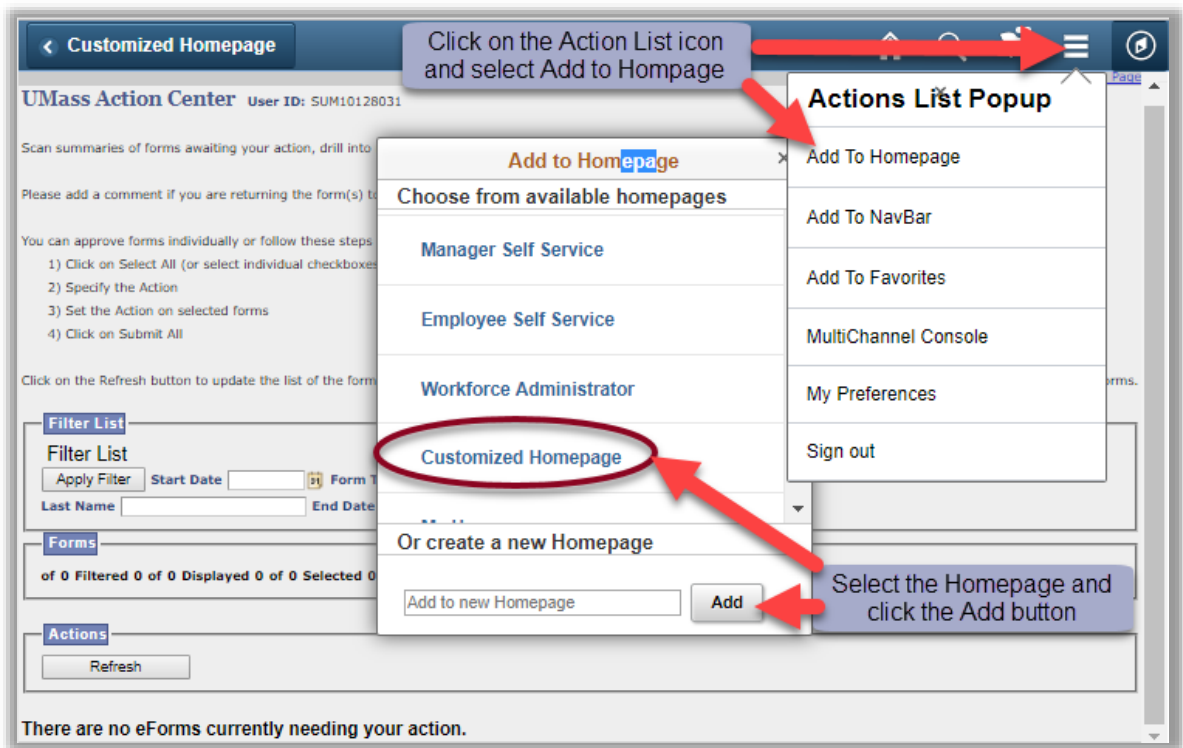 Customized Homepage
Click on the Action List icon
and select Add to Hompage
Page
UMass Action Center User ID: SUM10128031
Scan summaries of forms awaiting your action, drill into
Please add a comment if you are returning the form(s) to
You can approve forms individually or follow these steps
1) Click on Select All (or select individual checkboxes
2) Specify the Action
3) Set the Action on selected forms
4) Click on Submit All
Click on the Refresh button to update the list of the form
orms.
Filter List
Filter List
Apply Filter Start Date 31 Form T
Last Name End Date
Forms
of 0 Filtered 0 of 0 Displayed 0 of 0 Selected 0
Actions
Refresh
There are no eForms currently needing your action.
Add to Homepage ×
Choose from available homepages
Manager Self Service
Employee Self Service
Workforce Administrator
Customized Homepage
Or create a new Homepage
Add to new Homepage Add
Actions List Popup
×
Add To Homepage
Add To NavBar
Add To Favorites
MultiChannel Console
My Preferences
Sign out
Select the Homepage and
click the Add button